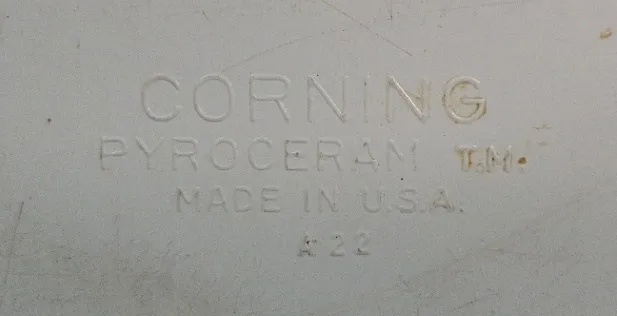 CORNING
PYROCERAM T.M.
MADE IN U.S.A.
A 22